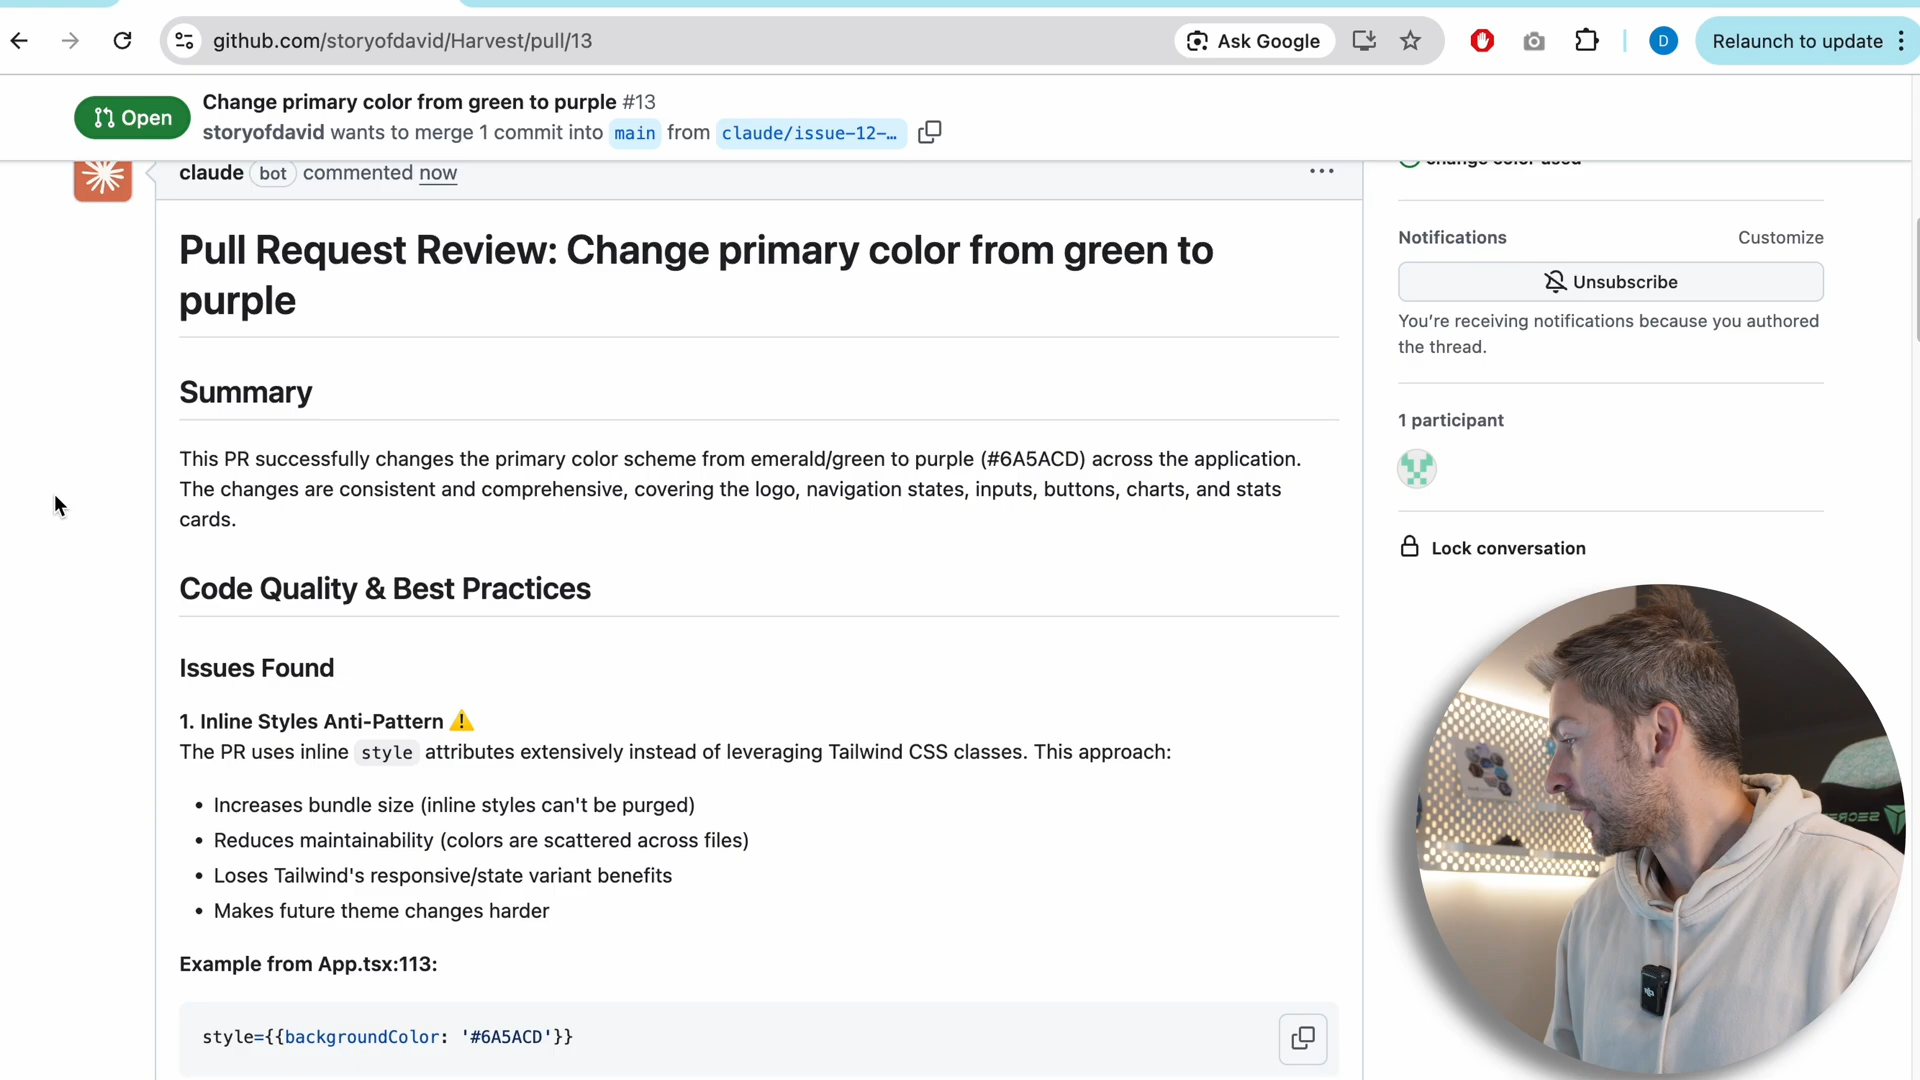 github.com/storyofdavid/Harvest/pull/13
Ask Google
D
Relaunch to update
Open
Change primary color from green to purple #13
storyofdavid wants to merge 1 commit into main from claude/issue-12-…
claude bot commented now
change color used
Pull Request Review: Change primary color from green to
purple
Summary
This PR successfully changes the primary color scheme from emerald/green to purple (#6A5ACD) across the application.
The changes are consistent and comprehensive, covering the logo, navigation states, inputs, buttons, charts, and stats
cards.
Code Quality & Best Practices
Issues Found
1. Inline Styles Anti-Pattern ⚠️
The PR uses inline style attributes extensively instead of leveraging Tailwind CSS classes. This approach:
• Increases bundle size (inline styles can't be purged)
• Reduces maintainability (colors are scattered across files)
• Loses Tailwind's responsive/state variant benefits
• Makes future theme changes harder
Example from App.tsx:113:
style={{backgroundColor: '#6A5ACD'}}
Notifications
Customize
Unsubscribe
You're receiving notifications because you authored
the thread.
1 participant
Lock conversation